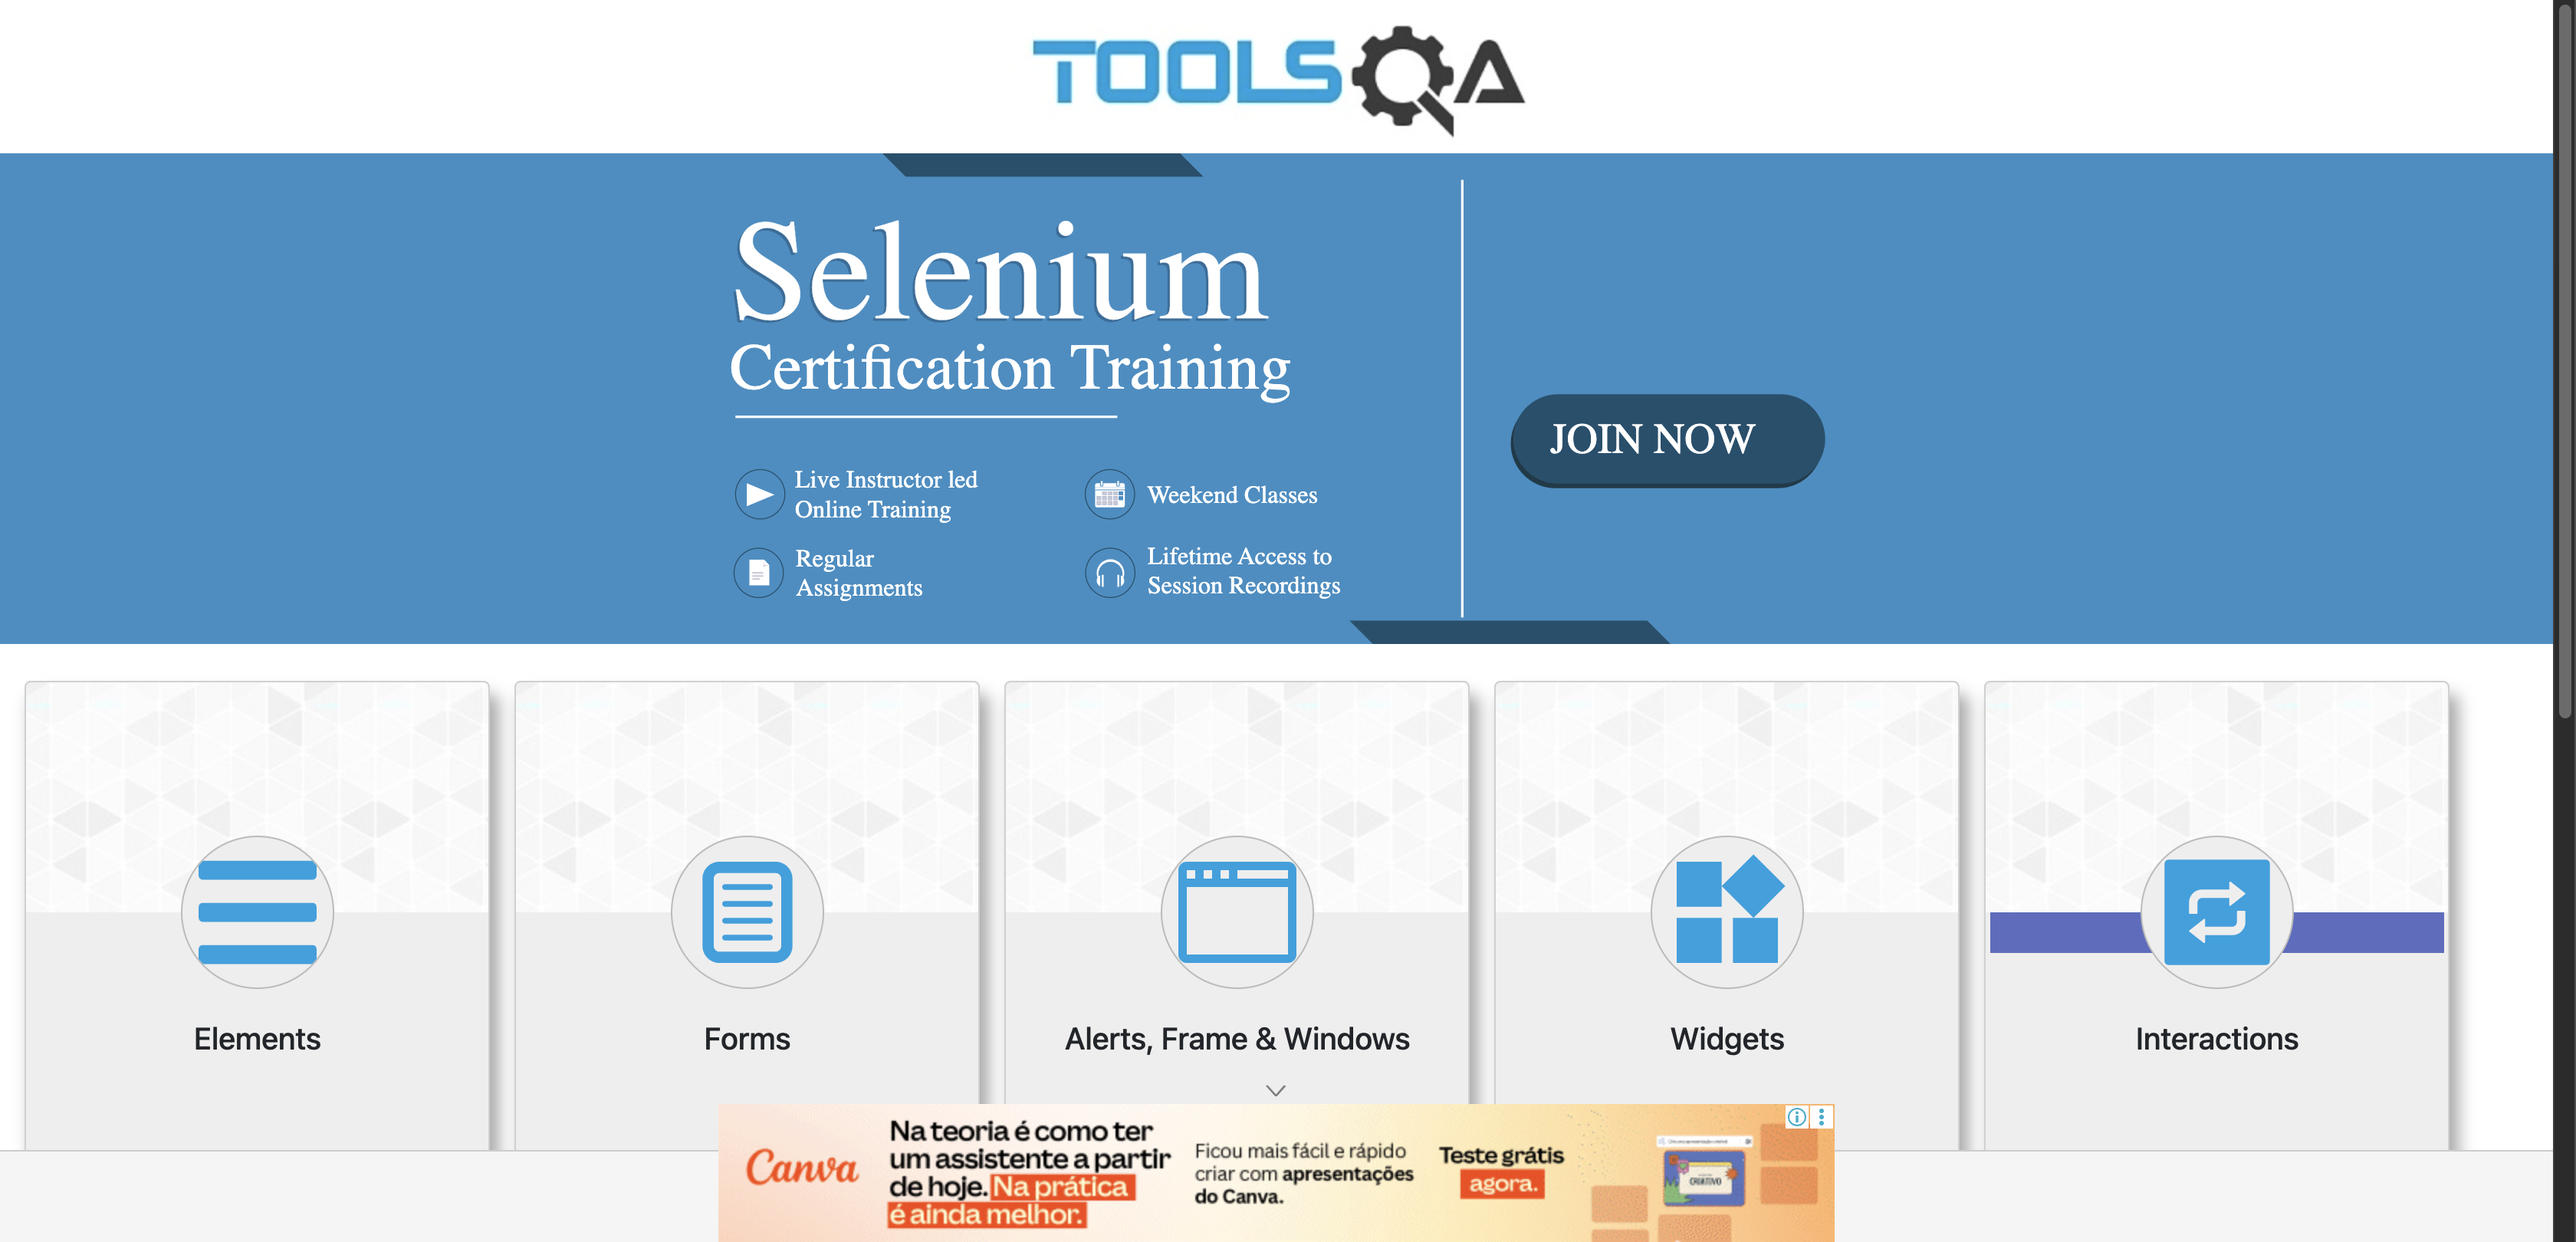 TOOLSQA
Selenium
Certification Training
Live Instructor led
Online Training
Weekend Classes
Regular
Assignments
Lifetime Access to
Session Recordings
JOIN NOW
Elements
Forms
Alerts, Frame & Windows
Widgets
Interactions
Canva
Na teoria é como ter
um assistente a partir
de hoje. Na prática
é ainda melhor.
Ficou mais fácil e rápido
criar com apresentações
do Canva.
Teste grátis
agora.
CRIATIVO